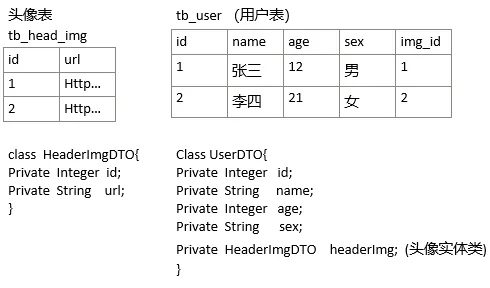 头像表
tb_head_img
id url
1 Http...
2 Http...
tb_user (用户表)
id name age sex img_id
1 张三 12 男 1
2 李四 21 女 2
class HeaderImgDTO{
Private Integer id;
Private String url;
}
Class UserDTO{
Private Integer id;
Private String name;
Private Integer age;
Private String sex;
Private HeaderImgDTO headerImg; (头像实体类)
}